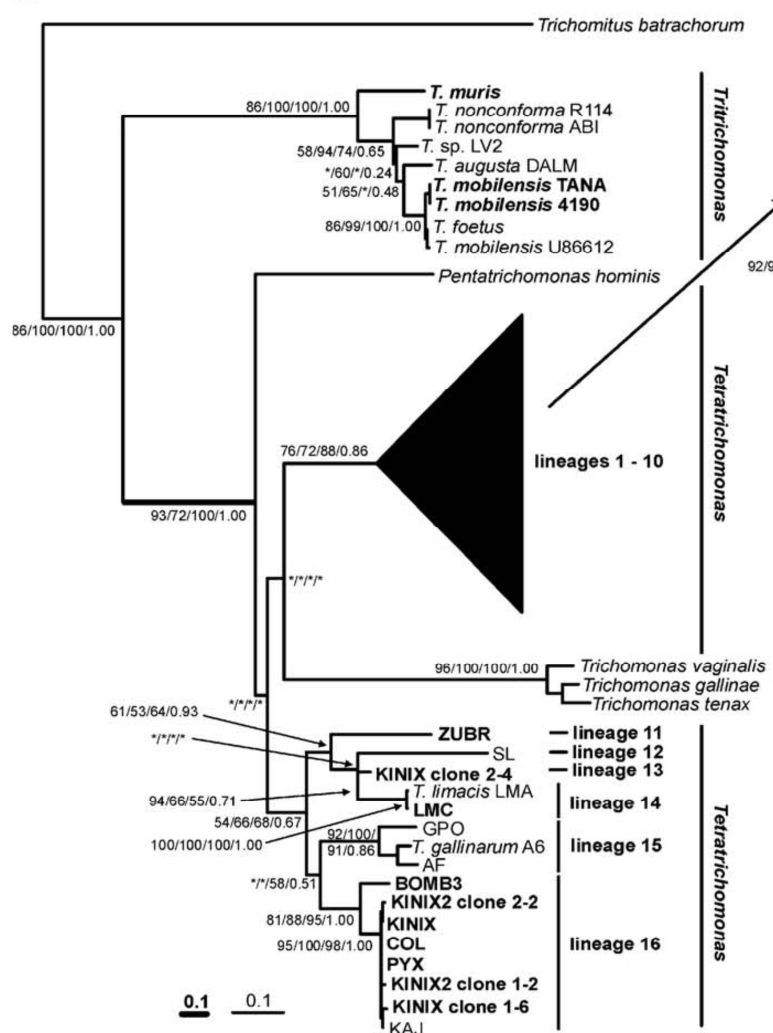 Trichomitus batrachorum
T. muris
86/100/100/1.00
T. nonconforma R114
T. nonconforma ABI
58/94/74/0.65
T. sp. LV2
*/60/*/0.24
T. augusta DALM
51/65/*/0.48
T. mobilensis TANA
T. mobilensis 4190
86/99/100/1.00
T. foetus
T. mobilensis U86612
Tritrichomonas
Pentatrichomonas hominis
92/9
86/100/100/1.00
76/72/88/0.86
lineages 1 - 10
Tetratrichomonas
93/72/100/1.00
*/*/*/*
96/100/100/1.00
Trichomonas vaginalis
Trichomonas gallinae
Trichomonas tenax
*/*/*/*
61/53/64/0.93
ZUBR
lineage 11
*/*/*/*
SL
lineage 12
KINIX clone 2-4
lineage 13
T. limacis LMA
94/66/55/0.71
LMC
lineage 14
54/66/68/0.67
100/100/100/1.00
GPO
92/100/
91/0.86
T. gallinarum A6
lineage 15
AF
*/*/58/0.51
BOMB3
KINIX2 clone 2-2
81/88/95/1.00
KINIX
95/100/98/1.00
COL
lineage 16
PYX
KINIX2 clone 1-2
KINIX clone 1-6
KAJ
Tetratrichomonas
0.1
0.1